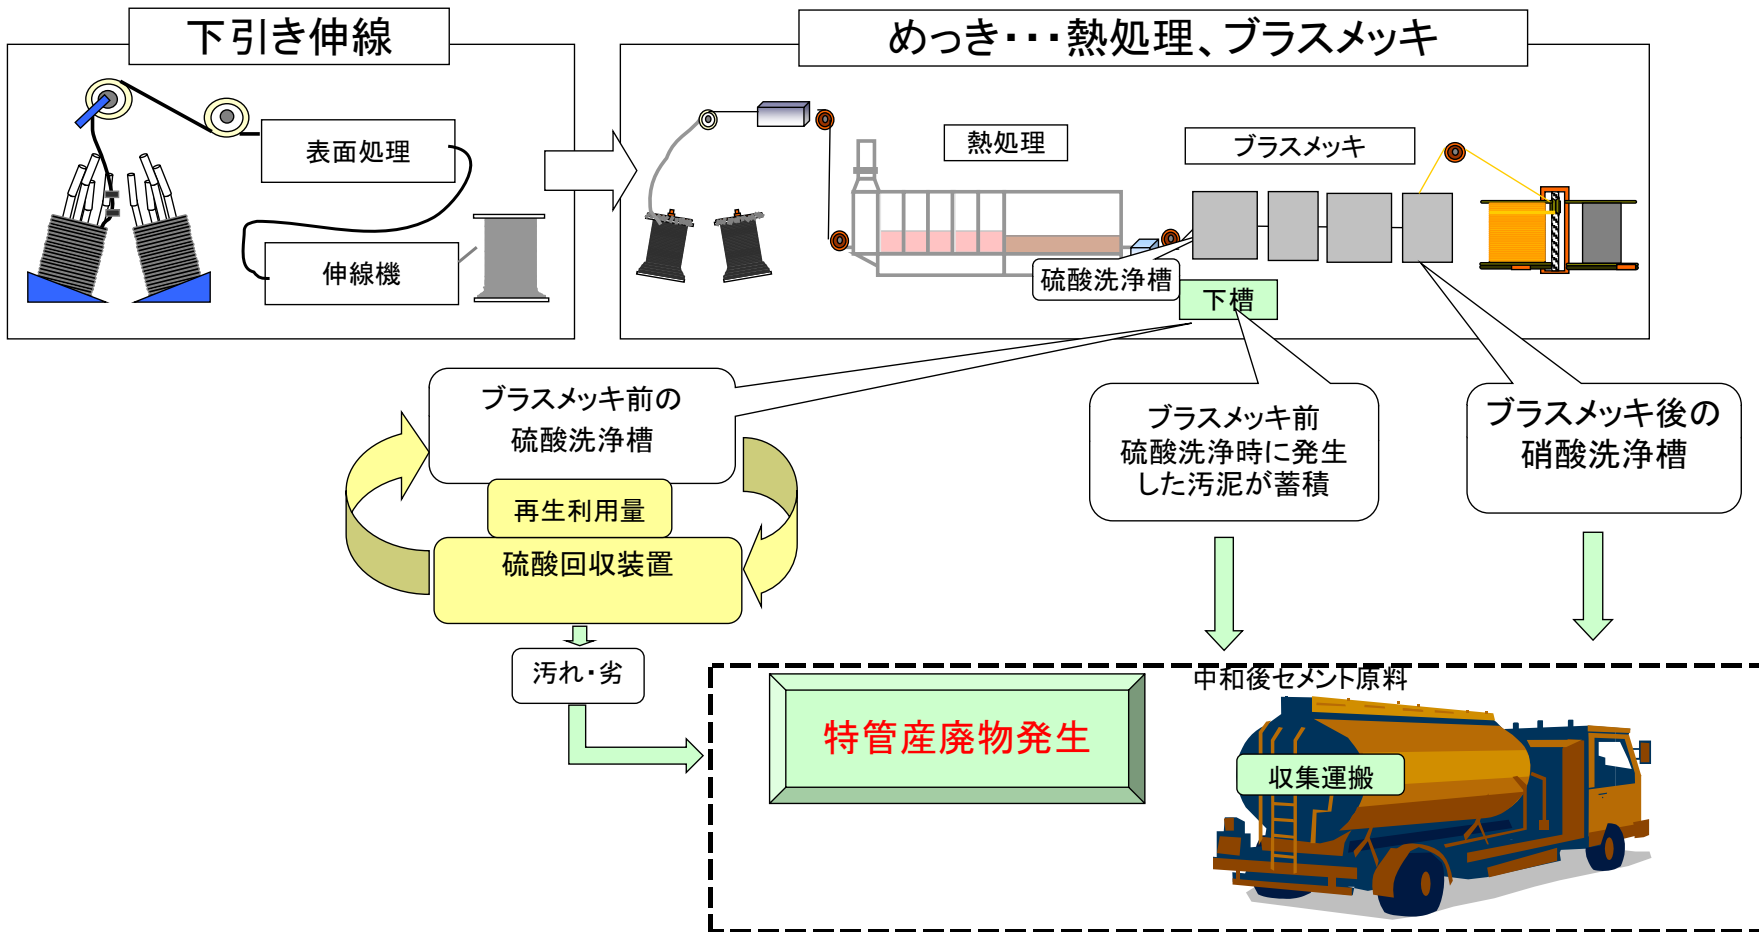 下引き伸線
めっき・・・熱処理、ブラスメッキ
表面処理
伸線機
熱処理
ブラスメッキ
硫酸洗浄槽
下槽
ブラスメッキ前の
硫酸洗浄槽
再生利用量
硫酸回収装置
汚れ・劣
ブラスメッキ前
硫酸洗浄時に発生
した汚泥が蓄積
ブラスメッキ後の
硝酸洗浄槽
特管産廃物発生
中和後セメント原料
収集運搬